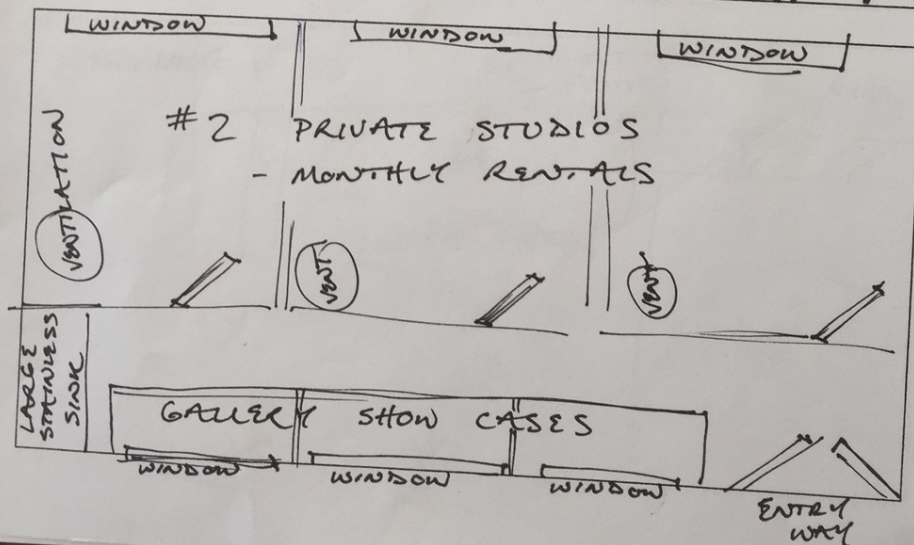 WINDOW
WINDOW
WINDOW
#2 PRIVATE STUDIOS
- MONTHLY RENTALS
VENTILATION
VENT
VENT
LARGE
STAINLESS
SINK
GALLERY SHOW CASES
WINDOW
WINDOW
WINDOW
ENTRY
WAY